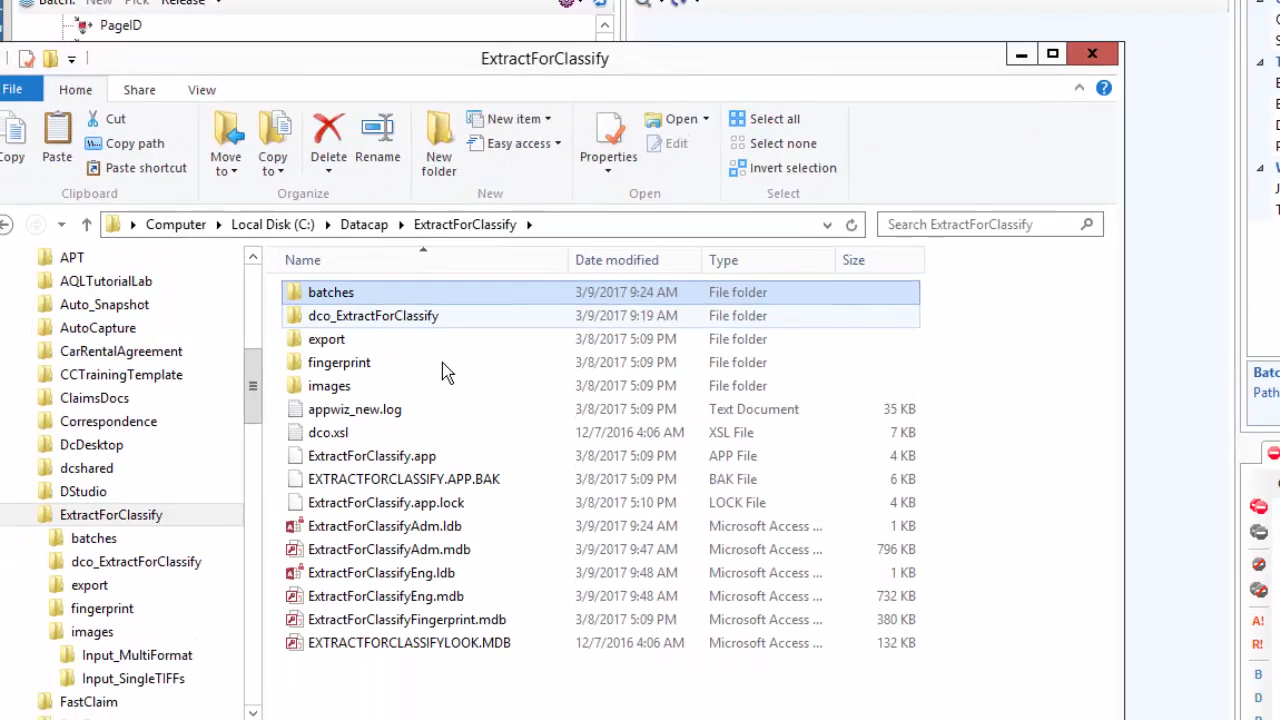 Batch: New Pick Release
PageID
ExtractForClassify
File Home Share View
Copy
Paste
Cut
Copy path
Paste shortcut
Clipboard
Move to
Copy to
Delete
Rename
Organize
New folder
New item
Easy access
New
Properties
Open
Edit
Open
Select all
Select none
Invert selection
Select
Computer Local Disk (C:) Datacap ExtractForClassify
Search ExtractForClassify
APT
AQLTutorialLab
Auto_Snapshot
AutoCapture
CarRentalAgreement
CCTrainingTemplate
ClaimsDocs
Correspondence
DcDesktop
dcshared
DStudio
ExtractForClassify
batches
dco_ExtractForClassify
export
fingerprint
images
Input_MultiFormat
Input_SingleTIFFs
FastClaim
Name Date modified Type Size
batches 3/9/2017 9:24 AM File folder
dco_ExtractForClassify 3/9/2017 9:19 AM File folder
export 3/8/2017 5:09 PM File folder
fingerprint 3/8/2017 5:09 PM File folder
images 3/8/2017 5:09 PM File folder
appwiz_new.log 3/8/2017 5:09 PM Text Document 35 KB
dco.xsl 12/7/2016 4:06 AM XSL File 7 KB
ExtractForClassify.app 3/8/2017 5:09 PM APP File 4 KB
EXTRACTFORCLASSIFY.APP.BAK 3/8/2017 5:09 PM BAK File 6 KB
ExtractForClassify.app.lock 3/8/2017 5:10 PM LOCK File 4 KB
ExtractForClassifyAdm.ldb 3/9/2017 9:24 AM Microsoft Access ... 1 KB
ExtractForClassifyAdm.mdb 3/9/2017 9:47 AM Microsoft Access ... 796 KB
ExtractForClassifyEng.ldb 3/9/2017 9:48 AM Microsoft Access ... 1 KB
ExtractForClassifyEng.mdb 3/9/2017 9:48 AM Microsoft Access ... 732 KB
ExtractForClassifyFingerprint.mdb 3/8/2017 5:09 PM Microsoft Access ... 380 KB
EXTRACTFORCLASSIFYLOOK.MDB 12/7/2016 4:06 AM Microsoft Access ... 132 KB
Batc
Path
A!
R!
B
D